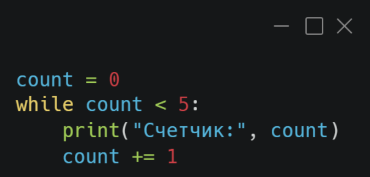 count = 0
while count < 5:
    print("Счетчик:", count)
    count += 1